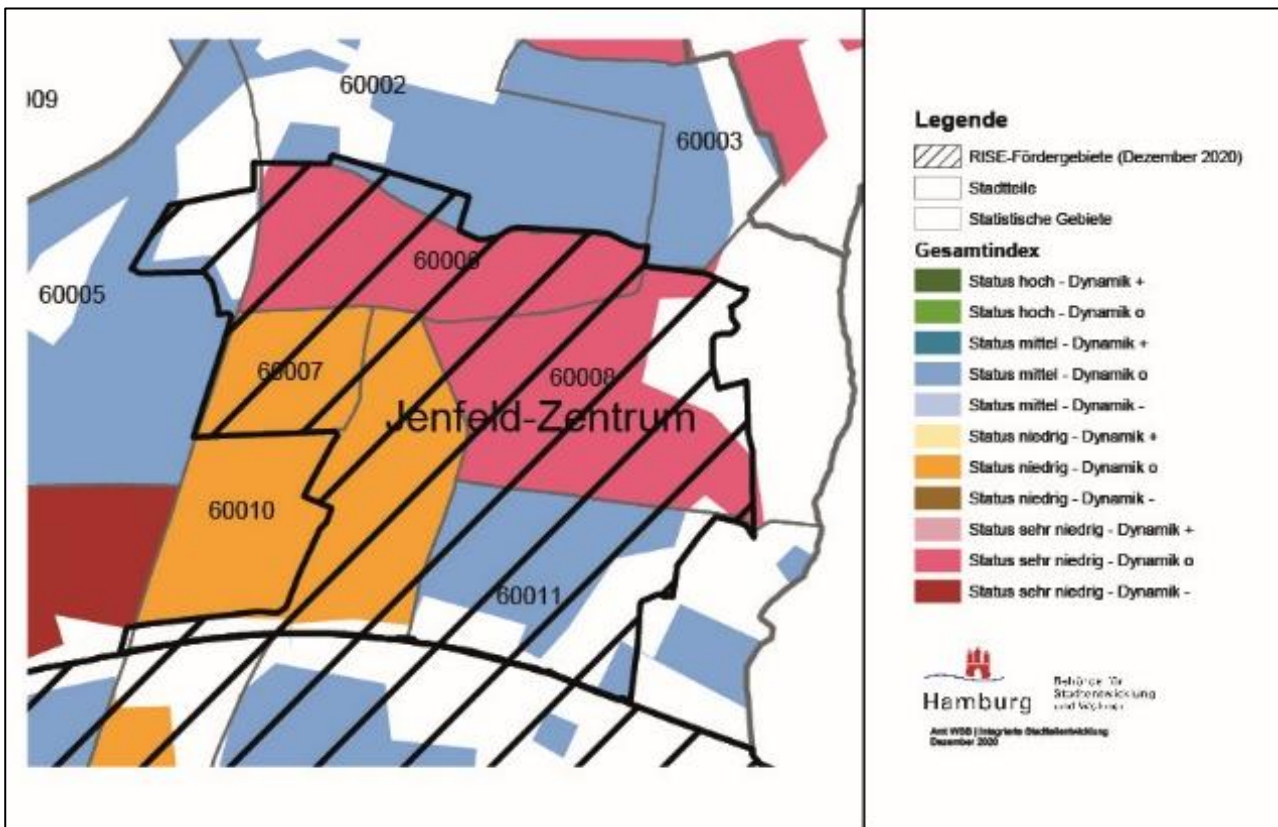 60002
009
60003
60006
60005
60007
60008
Jenfeld-Zentrum
60010
60011
Legende
RISE-Fördergebiete (Dezember 2020)
Stadtteile
Statistische Gebiete
Gesamtindex
Status hoch - Dynamik +
Status hoch - Dynamik o
Status mittel - Dynamik +
Status mittel - Dynamik o
Status mittel - Dynamik -
Status niedrig - Dynamik +
Status niedrig - Dynamik o
Status niedrig - Dynamik -
Status sehr niedrig - Dynamik +
Status sehr niedrig - Dynamik o
Status sehr niedrig - Dynamik -
Hamburg
Behörde für
Stadtentwicklung
und Wohnen
Amt WSB | Integrierte Stadtteilentwicklung
Dezember 2020